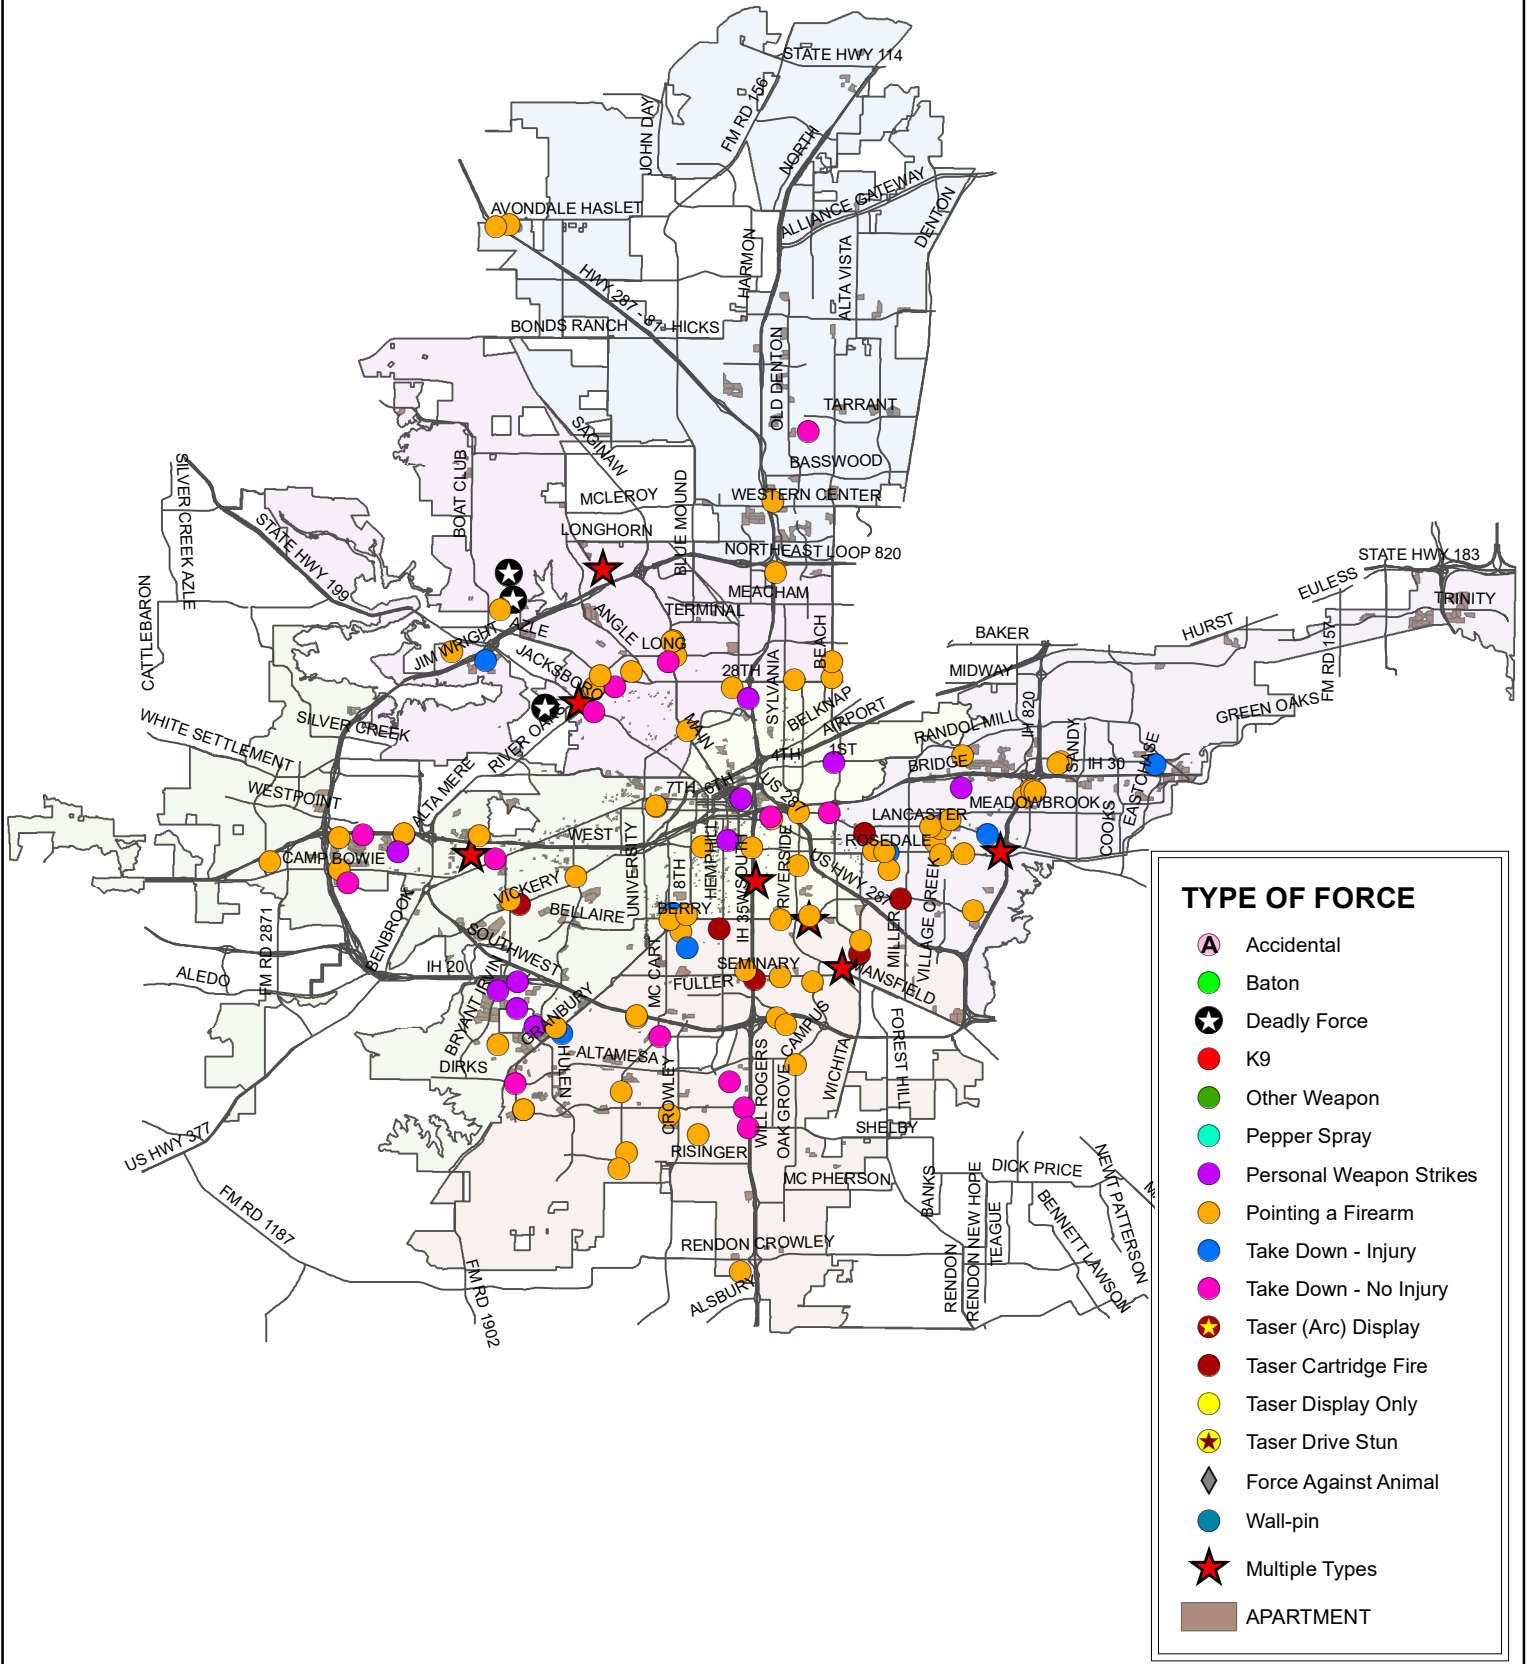 STATE HWY 114
JOHN DAY
FM RD 156
NORTH
ALLIANCE GATEWAY
DENTON
AVONDALE HASLET
HARMON
ALTA VISTA
HWY 287 - 81
BONDS RANCH
HICKS
OLD DENTON
TARRANT
SAGINAW
BASSWOOD
SILVER CREEK AZLE
BOAT CLUB
MCLEROY
BLUE MOUND
WESTERN CENTER
STATE HWY 199
LONGHORN
NORTHEAST LOOP 820
STATE HWY 183
CATTLEBARON
MEACHAM
EULESS
TERMINAL
TRINITY
ANGLE
AZLE
JIM WRIGHT
LONG
BEACH
BAKER
HURST
FM RD 157
JACKSBORO
28TH
SYLVANIA
MIDWAY
WHITE SETTLEMENT
SILVER CREEK
RIVER OAKS
MAIN
BELKNAP
AIRPORT
RANDOL MILL
IH 820
GREEN OAKS
SANDY
4TH
1ST
BRIDGE
IH 30
EASTCHASE
WESTPOINT
ALTA MERE
7TH
6TH
US 287
MEADOWBROOK
LANCASTER
COOKS
WEST
ROSEDALE
CAMP BOWIE
UNIVERSITY
8TH
HEMPHILL
IH 35W
SOUTH
RIVERSIDE
US HWY 287
VICKERY
BELLAIRE
BERRY
MILLER
VILLAGE CREEK
FM RD 2871
BENBROOK
SOUTHWEST
MC CART
ALEDO
IH 20
SEMINARY
FULLER
MANSFIELD
BRYANT IRVIN
GRANBURY
CAMPUS
DIRKS
HULEN
ALTAMESA
CROWLEY
WILL ROGERS
OAK GROVE
WICHITA
FOREST HILL
US HWY 377
RISINGER
SHELBY
MC PHERSON
BANKS
DICK PRICE
NEWT PATTERSON
FM RD 1187
RENDON CROWLEY
RENDON
RENDON NEW HOPE
TEAGUE
BENNETT LAWSON
FM RD 1902
ALSBURY
TYPE OF FORCE
A Accidental
Baton
Deadly Force
K9
Other Weapon
Pepper Spray
Personal Weapon Strikes
Pointing a Firearm
Take Down - Injury
Take Down - No Injury
Taser (Arc) Display
Taser Cartridge Fire
Taser Display Only
Taser Drive Stun
Force Against Animal
Wall-pin
Multiple Types
APARTMENT